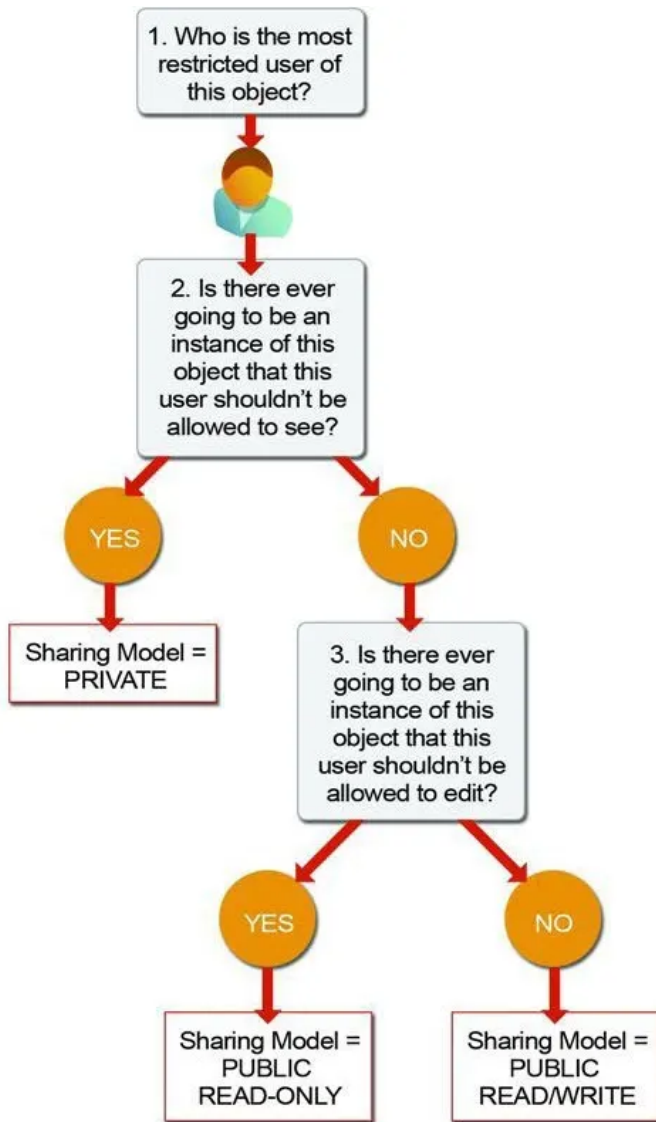 1. Who is the most
restricted user of
this object?
2. Is there ever
going to be an
instance of this
object that this
user shouldn't be
allowed to see?
YES
NO
Sharing Model =
PRIVATE
3. Is there ever
going to be an
instance of this
object that this
user shouldn't be
allowed to edit?
YES
NO
Sharing Model =
PUBLIC
READ-ONLY
Sharing Model =
PUBLIC
READ/WRITE